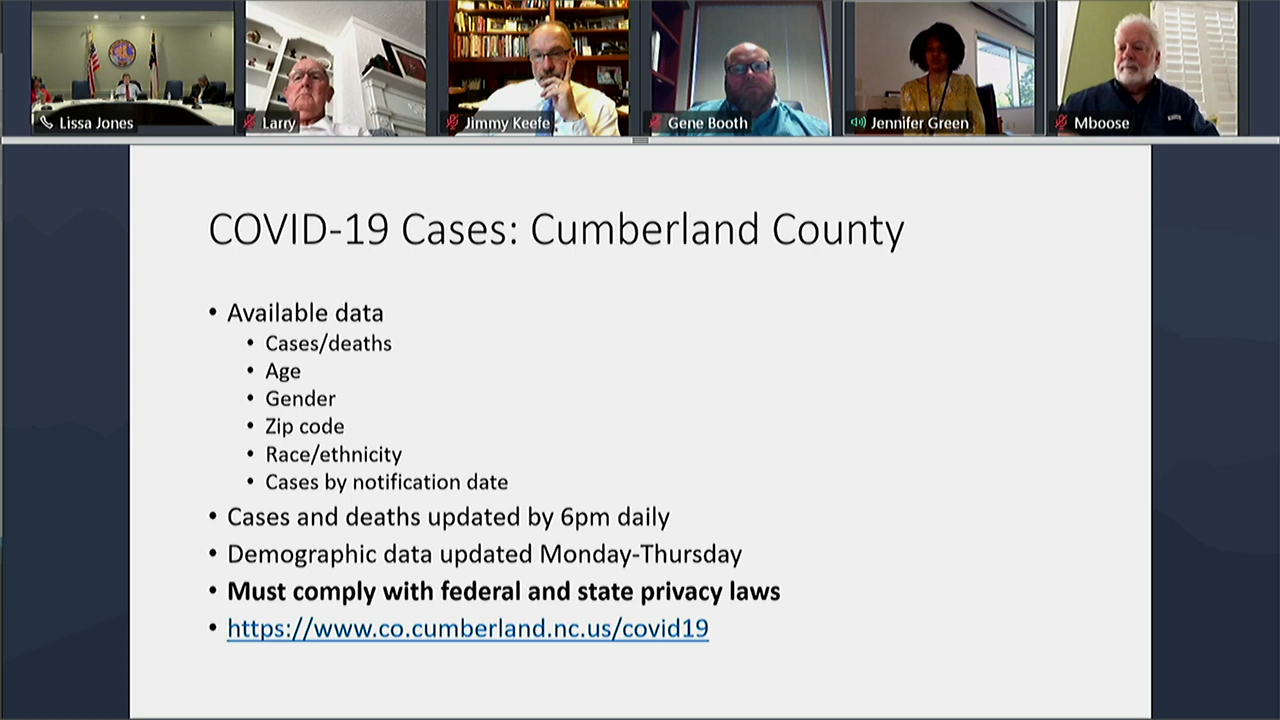 Lissa Jones
Larry
Jimmy Keefe
Gene Booth
Jennifer Green
Mboose
COVID-19 Cases: Cumberland County
• Available data
• Cases/deaths
• Age
• Gender
• Zip code
• Race/ethnicity
• Cases by notification date
• Cases and deaths updated by 6pm daily
• Demographic data updated Monday-Thursday
• Must comply with federal and state privacy laws
• https://www.co.cumberland.nc.us/covid19